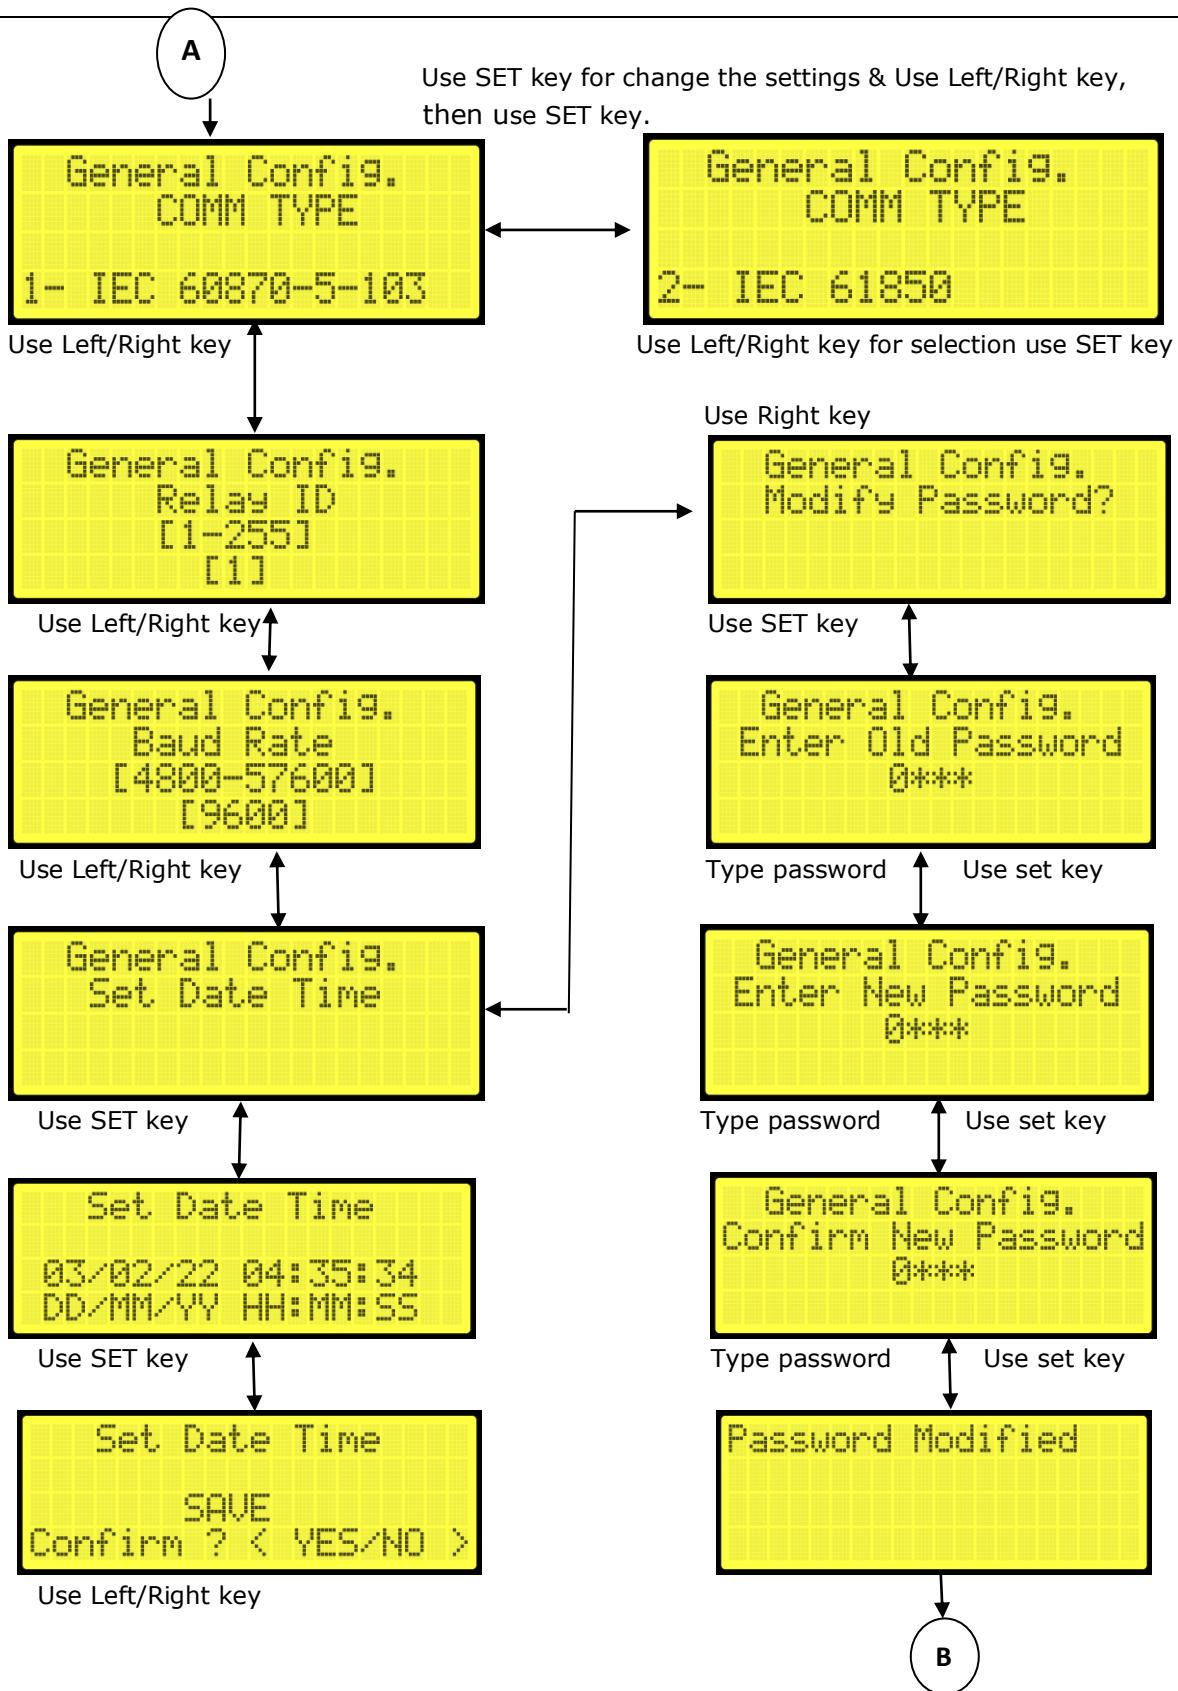 A
Use SET key for change the settings & Use Left/Right key,
then use SET key.
General Config.
COMM TYPE
1- IEC 60870-5-103
Use Left/Right key
General Config.
COMM TYPE
2- IEC 61850
Use Left/Right key for selection use SET key
General Config.
Relay ID
[1-255]
[1]
Use Left/Right key
General Config.
Baud Rate
[4800-57600]
[9600]
Use Left/Right key
General Config.
Set Date Time
Use SET key
Set Date Time
03/02/22 04:35:34
DD/MM/YY HH:MM:SS
Use SET key
Set Date Time
SAVE
Confirm ? < YES/NO >
Use Left/Right key
Use Right key
General Config.
Modify Password?
Use SET key
General Config.
Enter Old Password
0***
Type password Use set key
General Config.
Enter New Password
0***
Type password Use set key
General Config.
Confirm New Password
0***
Type password Use set key
Password Modified
B